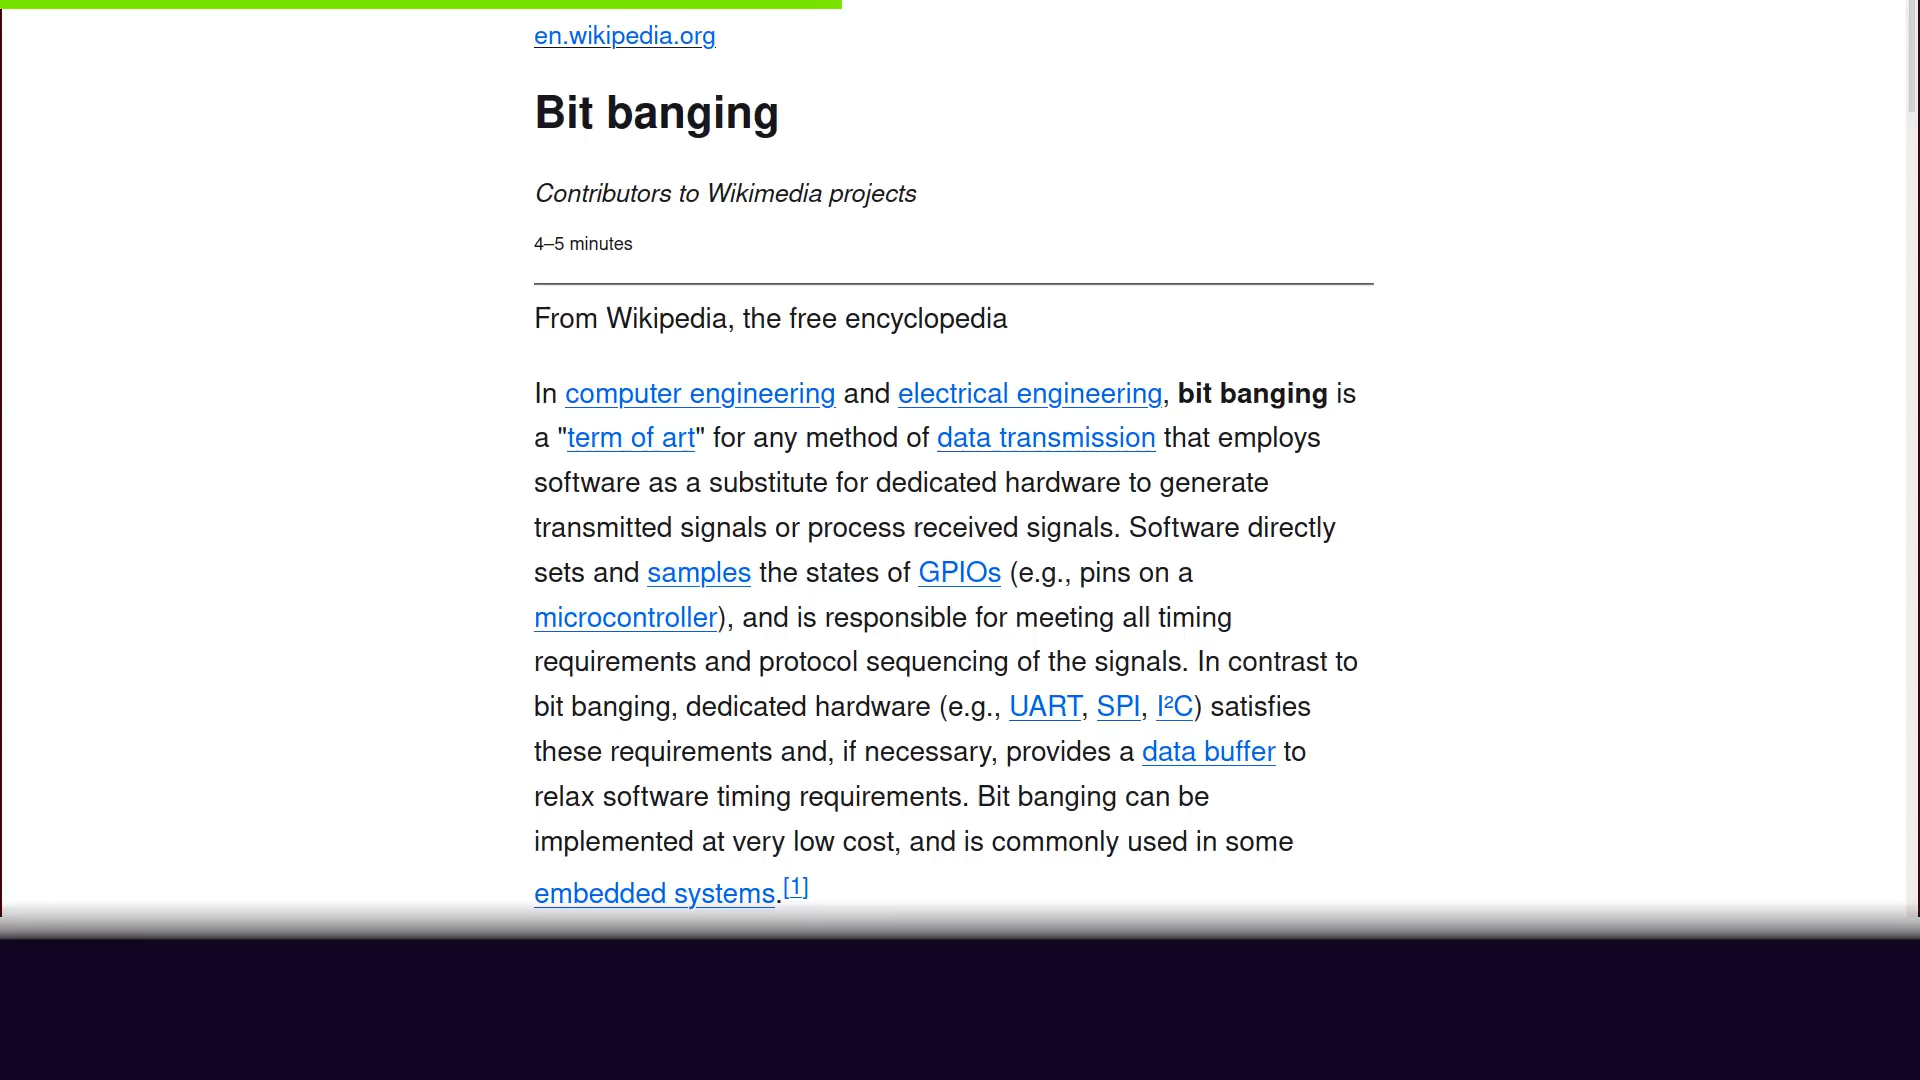 en.wikipedia.org
Bit banging
Contributors to Wikimedia projects
4–5 minutes
From Wikipedia, the free encyclopedia
In computer engineering and electrical engineering, bit banging is
a "term of art" for any method of data transmission that employs
software as a substitute for dedicated hardware to generate
transmitted signals or process received signals. Software directly
sets and samples the states of GPIOs (e.g., pins on a
microcontroller), and is responsible for meeting all timing
requirements and protocol sequencing of the signals. In contrast to
bit banging, dedicated hardware (e.g., UART, SPI, I²C) satisfies
these requirements and, if necessary, provides a data buffer to
relax software timing requirements. Bit banging can be
implemented at very low cost, and is commonly used in some
embedded systems.[1]